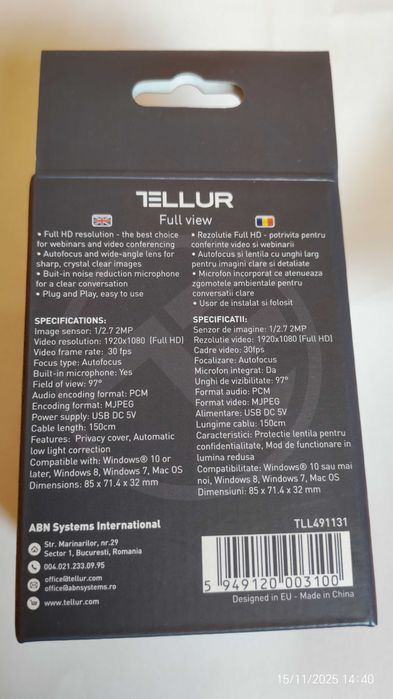 TELLUR
Full view
• Full HD resolution - the best choice
for webinars and video conferencing
• Autofocus and wide-angle lens for
sharp, crystal clear images
• Buit-in noise reduction microphone
for a clear conversation
• Plug and Play, easy to use
SPECIFICATIONS:
Image sensor: 1/2.7 2MP
Video resolution: 1920x1080 (Full HD)
Video frame rate: 30 fps
Focus type: Autofocus
Built-in microphone: Yes
Field of view: 97°
Audio encoding format: PCM
Encoding format: MJPEG
Power supply: USB DC 5V
Cable length: 150cm
Features: Privacy cover, Automatic
low light correction
Compatible with: Windows® 10 or
later, Windows 8, Windows 7, Mac OS
Dimensions: 85 x 71.4 x 32 mm
• Rezolutie Full HD - potrivita pentru
conferinte video si webinarii
• Autofocus si lentila cu unghi larg
pentru imagini clare si detaliate
• Microfon incorporat ce atenueaza
zgomotele ambientale pentru
conversatii clare
• Usor de instalat si folosit
SPECIFICATII:
Senzor de imagine: 1/2.7 2MP
Rezolutie video: 1920x1080 (Full HD)
Cadre video: 30fps
Focalizare: Autofocus
Microfon integrat: Da
Unghi de vizibilitate: 97°
Format audio: PCM
Format video: MJPEG
Alimentare: USB DC 5V
Lungime cablu: 150cm
Caracteristici: Protectie lentila pentru
confidentialitate, Mod de functionare in
lumina redusa
Compatibilitate: Windows® 10 sau mai
noi, Windows 8, Windows 7, Mac OS
Dimensiuni: 85 x 71.4 x 32 mm
ABN Systems International
Str. Marinarilor, nr.29
Sector 1, Bucuresti, Romania
004.021.233.09.95
office@tellur.com
office@abnsystems.ro
www.tellur.com
TLL491131
5 949120 003100
Designed in EU - Made in China
15/11/2025 14:40